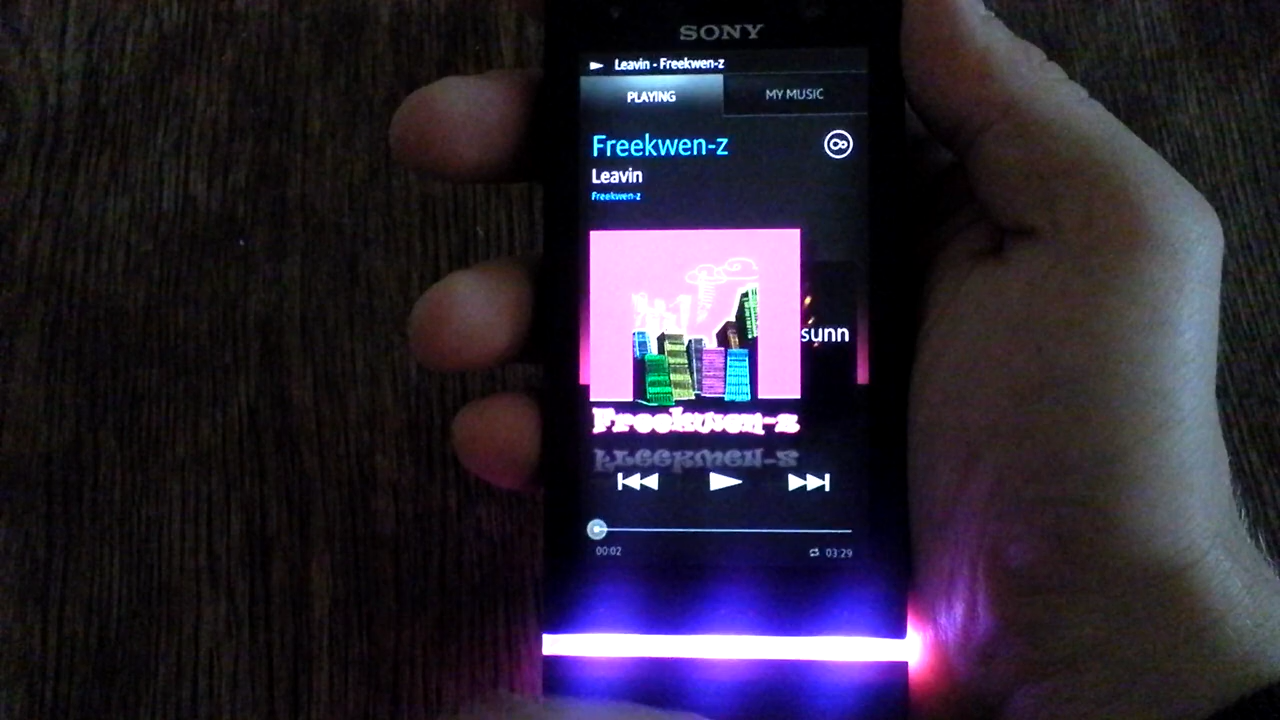 SONY
Leavin - Freekwen-z
PLAYING
MY MUSIC
Freekwen-z
Leavin
Freekwen-z
sunn
Freekwen-z
00:02
03:29